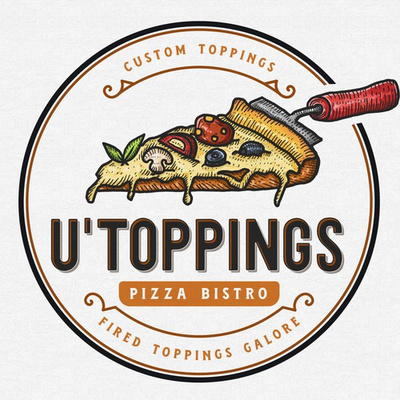 CUSTOM TOPPINGS
U'TOPPINGS
PIZZA BISTRO
FIRED TOPPINGS GALORE